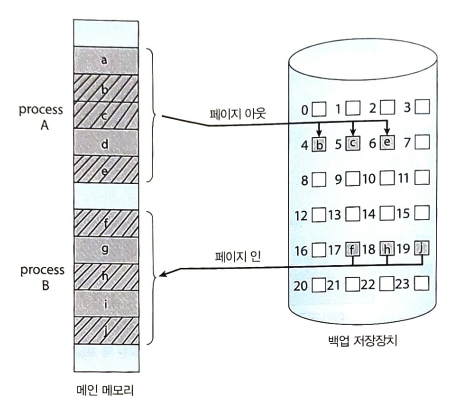 a
b
process
A
c
d
e
페이지 아웃
0 1 2 3
4 b 5 c 6 e 7
8 9 10 11
12 13 14 15
16 17 f 18 h 19 j
20 21 22 23
f
g
process
B
h
i
j
페이지 인
백업 저장장치
메인 메모리